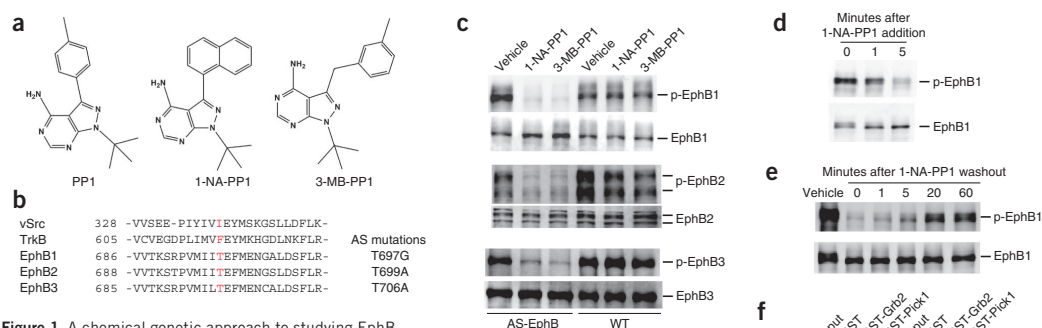 a
H₂N
N
N
N
N
N
PP1
H₂N
N
N
N
N
N
1-NA-PP1
NH₂
N
N
N
N
N
3-MB-PP1
b
vSrc 328 -VVSEE-PIYIVIEYMSKGSLLDFLK-
TrkB 605 -VCVEGDPLIMVFEYMKHGDLNKFLR- AS mutations
EphB1 686 -VVTKSRPVMIITEFMENGALDSFLR- T697G
EphB2 688 -VVTKSTPVMIITEFMENGSLDSFLR- T699A
EphB3 685 -VVTKSRPVMILTEFMENCALDSFLR- T706A
Figure 1 A chemical genetic approach to studying EphB
c
Vehicle 1-NA-PP1 3-MB-PP1 Vehicle 1-NA-PP1 3-MB-PP1
p-EphB1
EphB1
p-EphB2
EphB2
p-EphB3
EphB3
AS-EphB WT
d
Minutes after
1-NA-PP1 addition
0 1 5
p-EphB1
EphB1
e
Minutes after 1-NA-PP1 washout
Vehicle 0 1 5 20 60
p-EphB1
EphB1
f